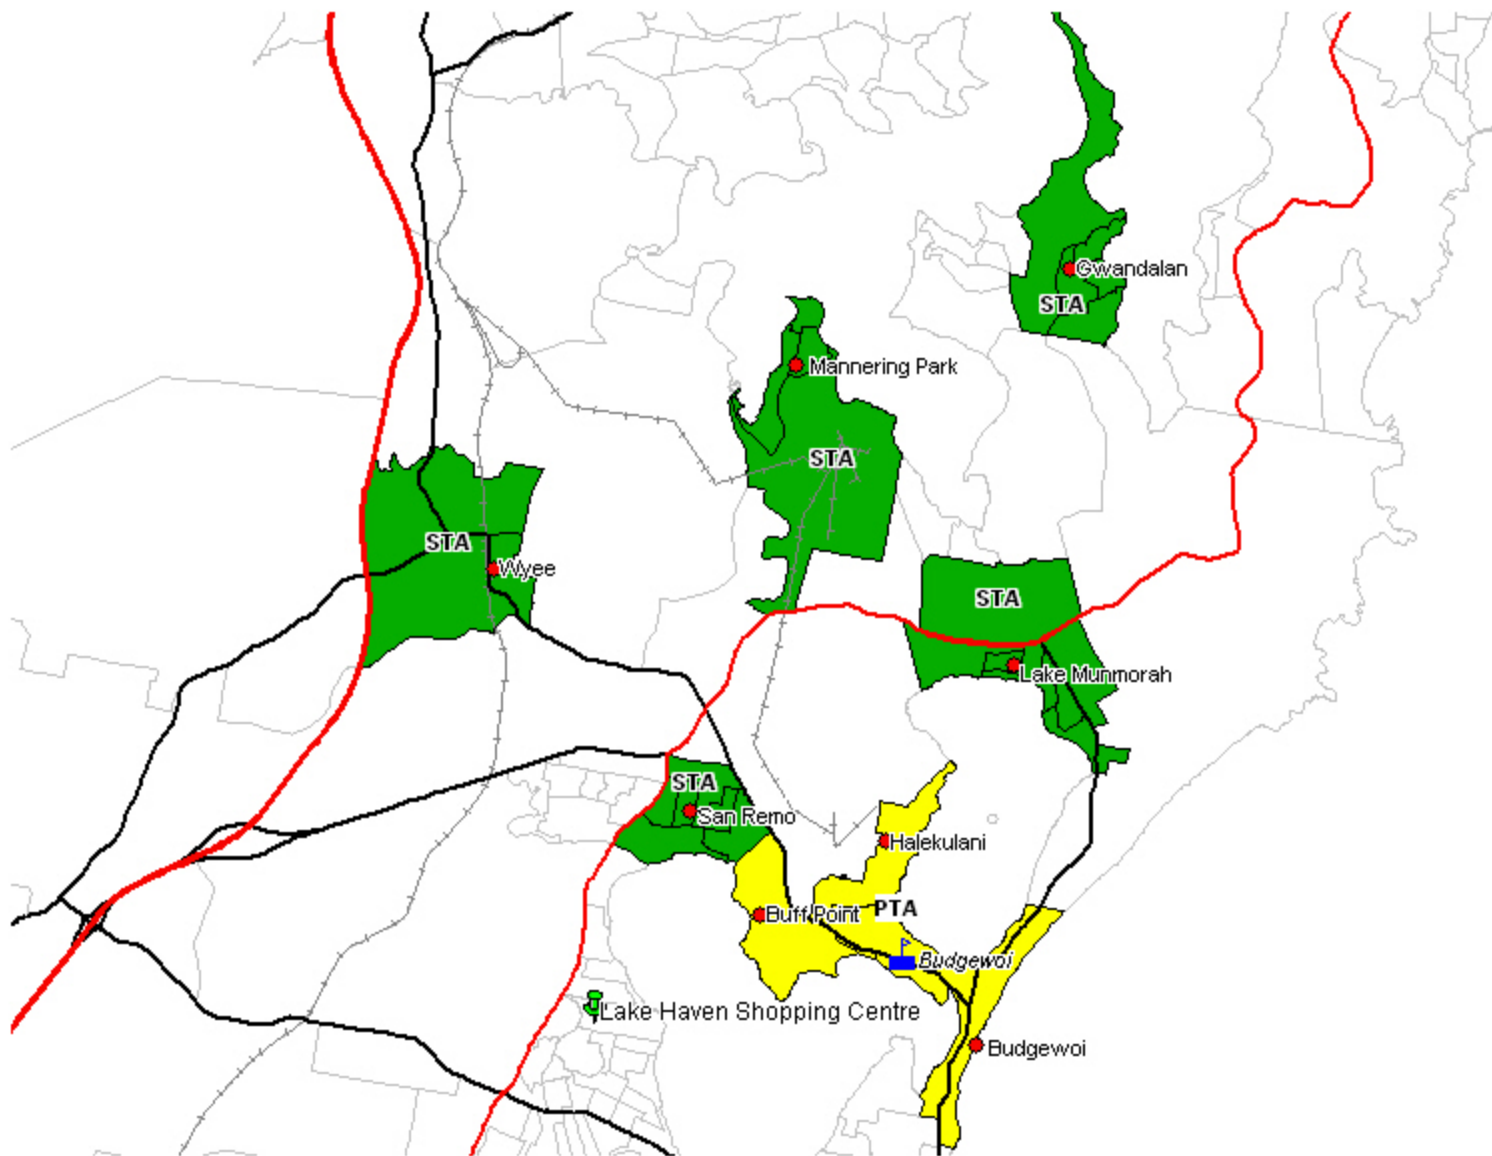 Gwandalan
STA
Mannering Park
STA
STA
Wyee
STA
Lake Munmorah
STA
San Remo
Halekulani
PTA
Buff Point
Budgewoi
Lake Haven Shopping Centre
Budgewoi